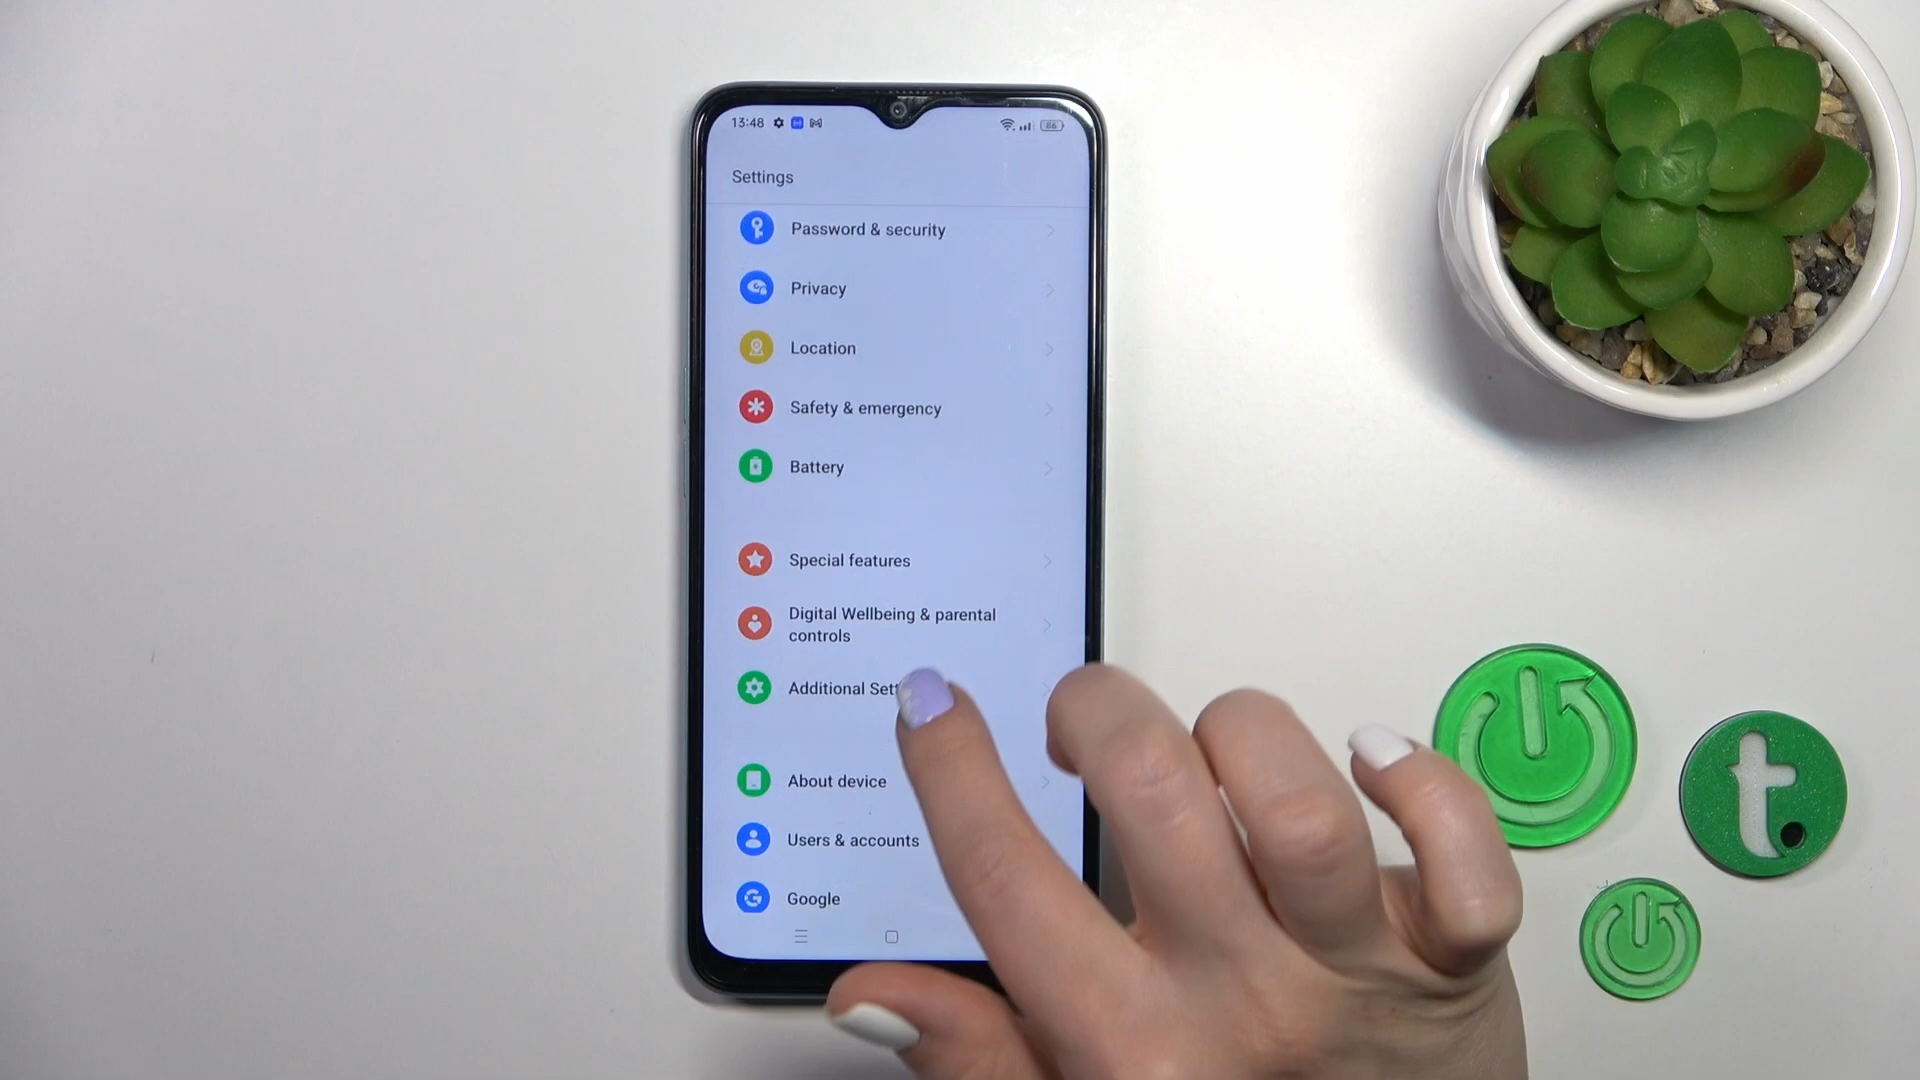 13:48
86
Settings
Password & security
Privacy
Location
Safety & emergency
Battery
Special features
Digital Wellbeing & parental
controls
Additional Sett
About device
Users & accounts
Google
t.